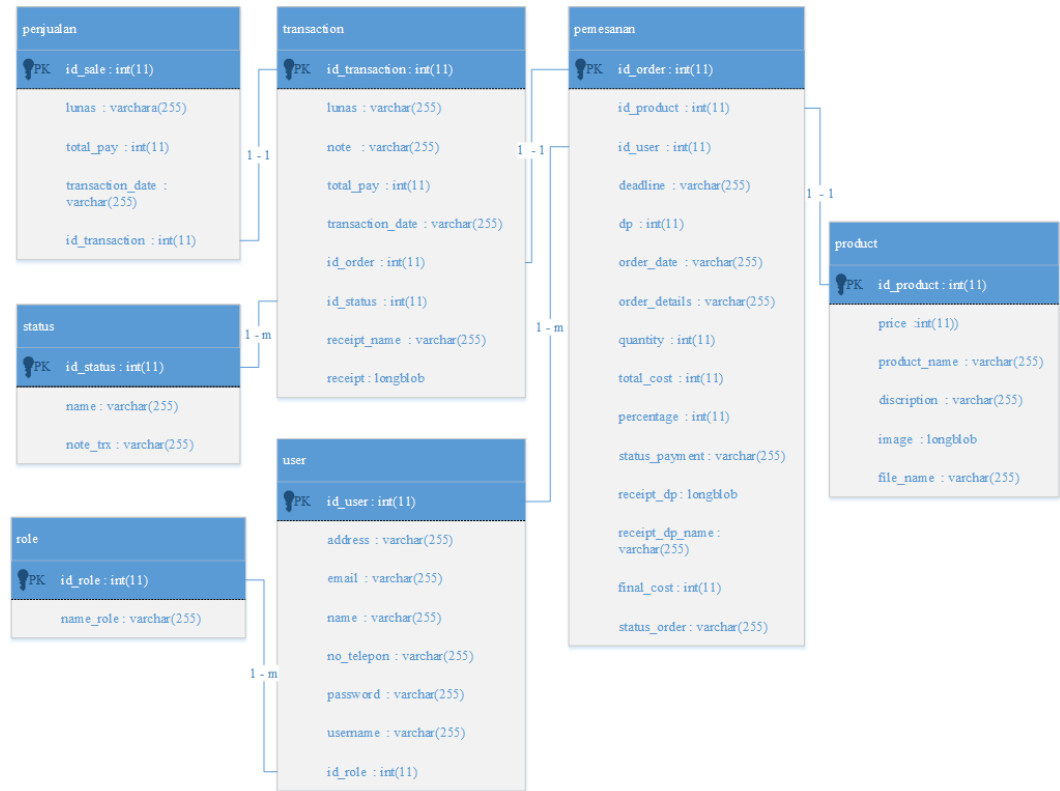 penjualan
PK id_sale : int(11)
lunas : varchara(255)
total_pay : int(11)
transaction_date :
varchar(255)
id_transaction : int(11)
transaction
PK id_transaction : int(11)
lunas : varchar(255)
note : varchar(255)
total_pay : int(11)
transaction_date : varchar(255)
id_order : int(11)
id_status : int(11)
receipt_name : varchar(255)
receipt : longblob
pemesanan
PK id_order : int(11)
id_product : int(11)
id_user : int(11)
deadline : varchar(255)
dp : int(11)
order_date : varchar(255)
order_details : varchar(255)
quantity : int(11)
total_cost : int(11)
percentage : int(11)
status_payment : varchar(255)
receipt_dp : longblob
receipt_dp_name :
varchar(255)
final_cost : int(11)
status_order : varchar(255)
product
PK id_product : int(11)
price :int(11))
product_name : varchar(255)
discription : varchar(255)
image : longblob
file_name : varchar(255)
status
PK id_status : int(11)
name : varchar(255)
note_trx : varchar(255)
user
PK id_user : int(11)
address : varchar(255)
email : varchar(255)
name : varchar(255)
no_telepon : varchar(255)
password : varchar(255)
username : varchar(255)
id_role : int(11)
role
PK id_role : int(11)
name_role : varchar(255)
1 - 1
1 - 1
1 - 1
1 - m
1 - m
1 - m